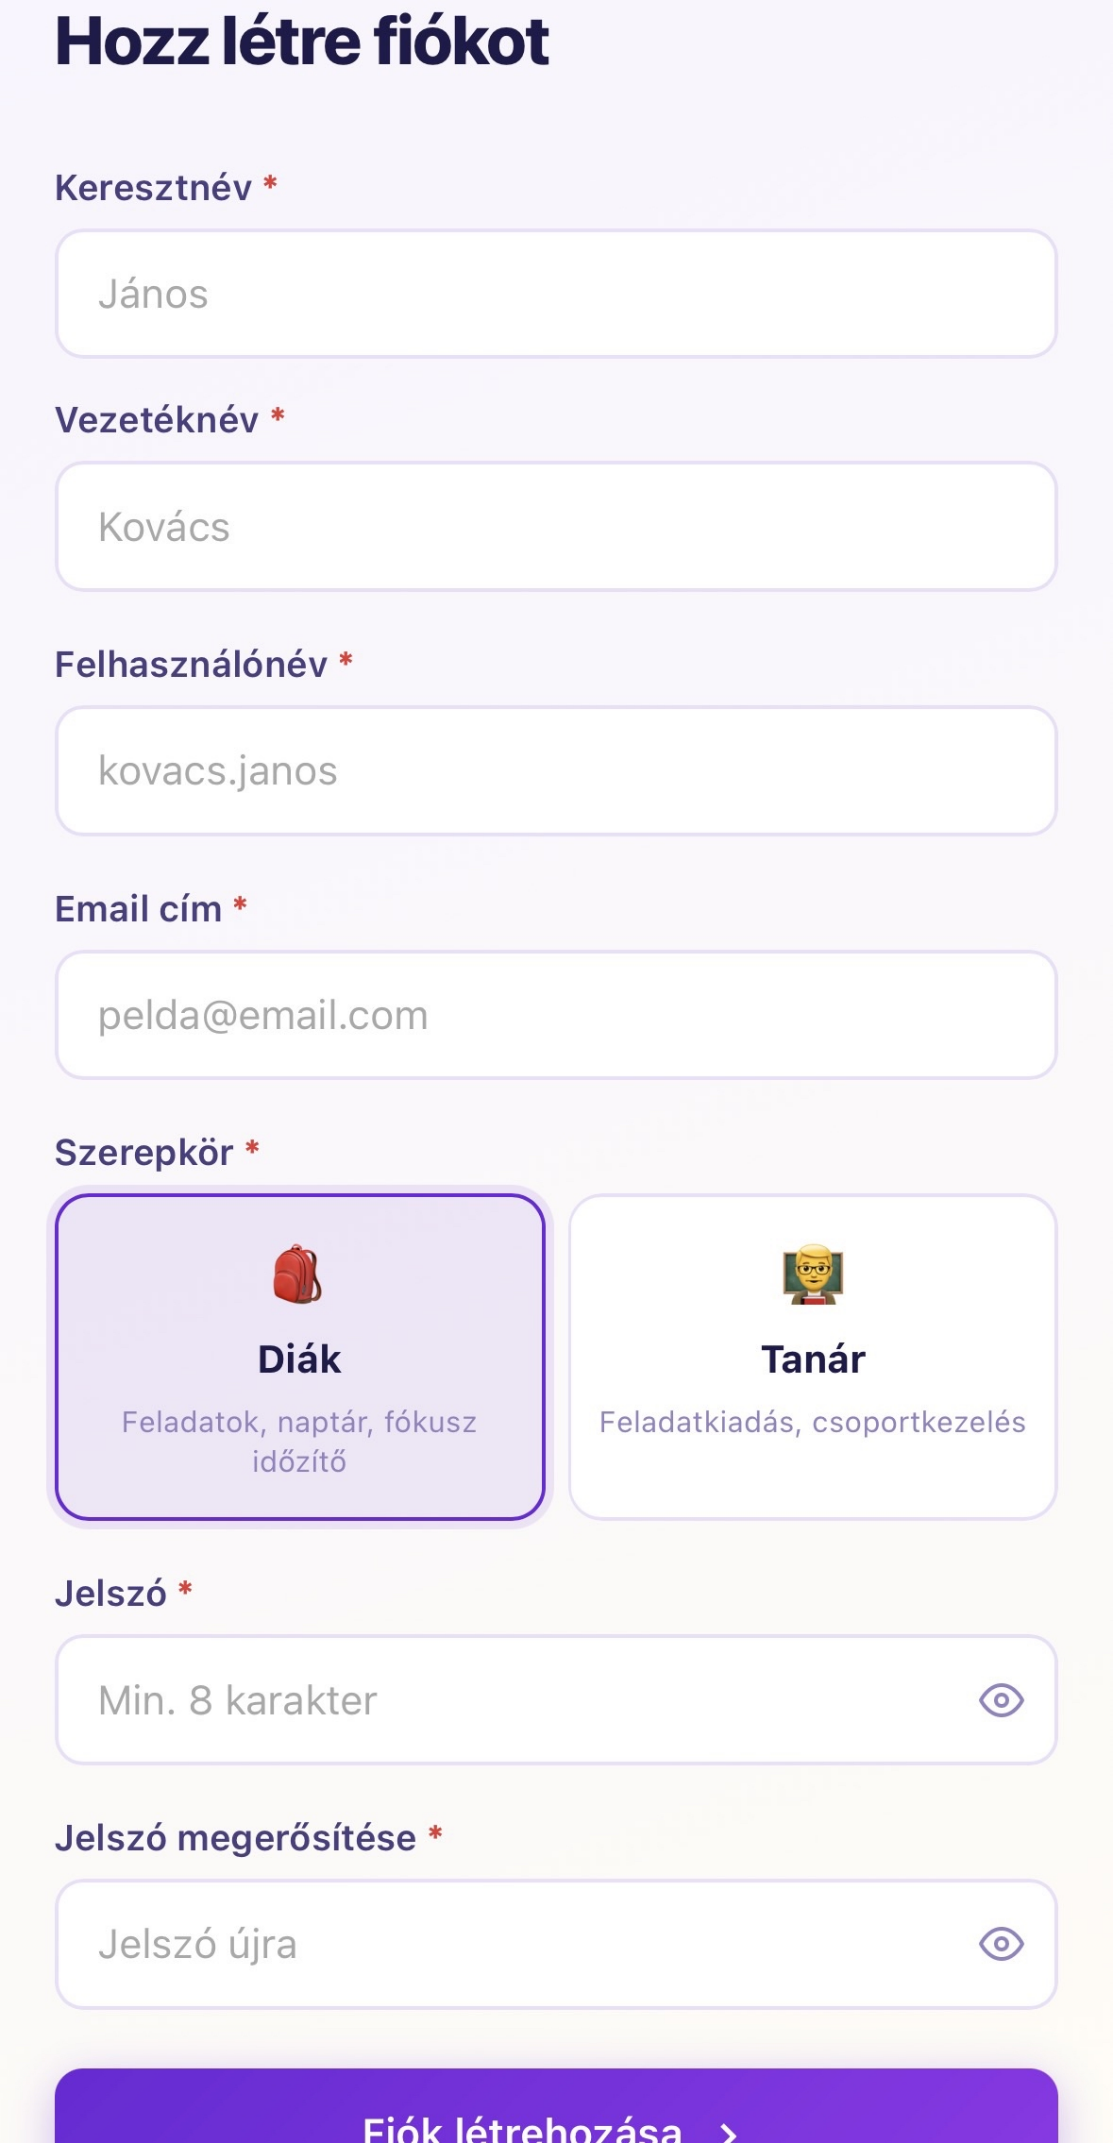 Hozz létre fiókot
Keresztnév *
János
Vezetéknév *
Kovács
Felhasználónév *
kovacs.janos
Email cím *
pelda@email.com
Szerepkör *
Diák
Feladatok, naptár, fókusz
időzítő
Tanár
Feladatkiadás, csoportkezelés
Jelszó *
Min. 8 karakter
Jelszó megerősítése *
Jelszó újra
Fiók létrehozása